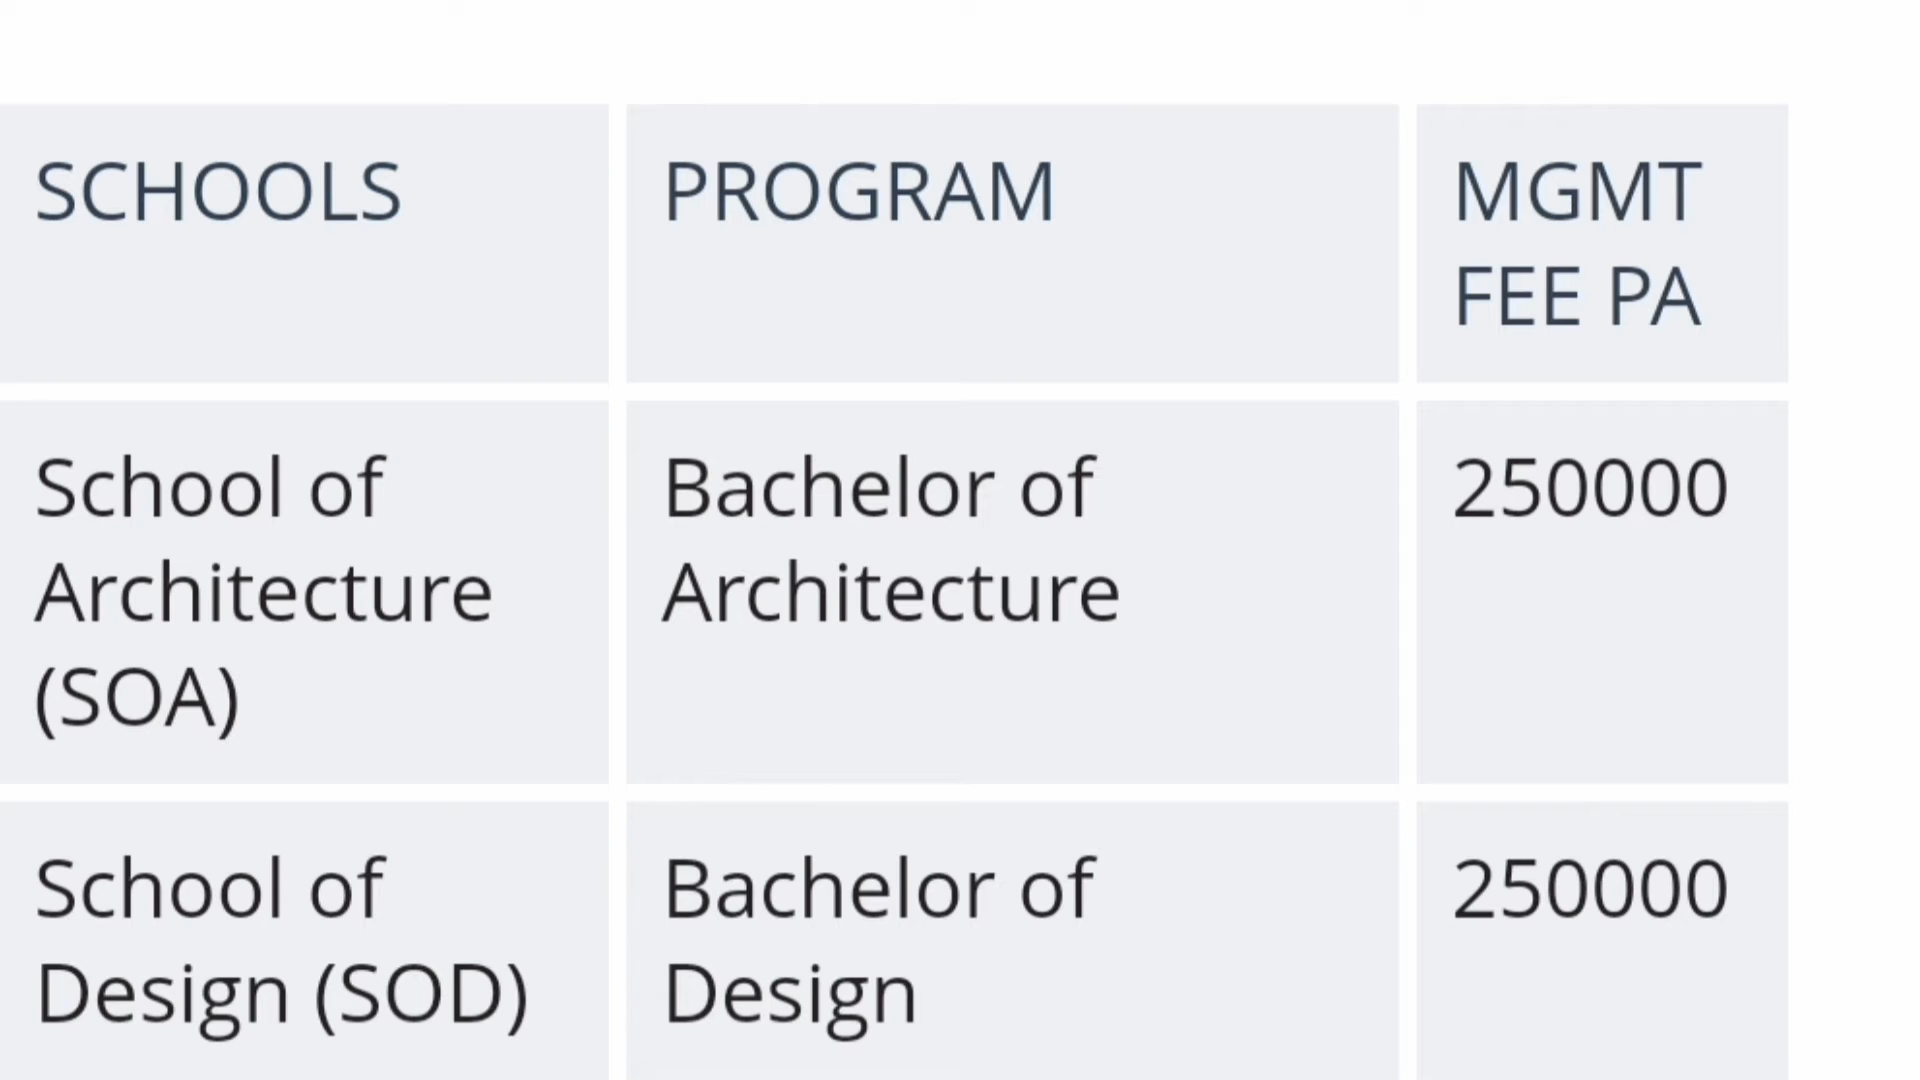 SCHOOLS
PROGRAM
MGMT
FEE PA
School of
Architecture
(SOA)
Bachelor of
Architecture
250000
School of
Design (SOD)
Bachelor of
Design
250000